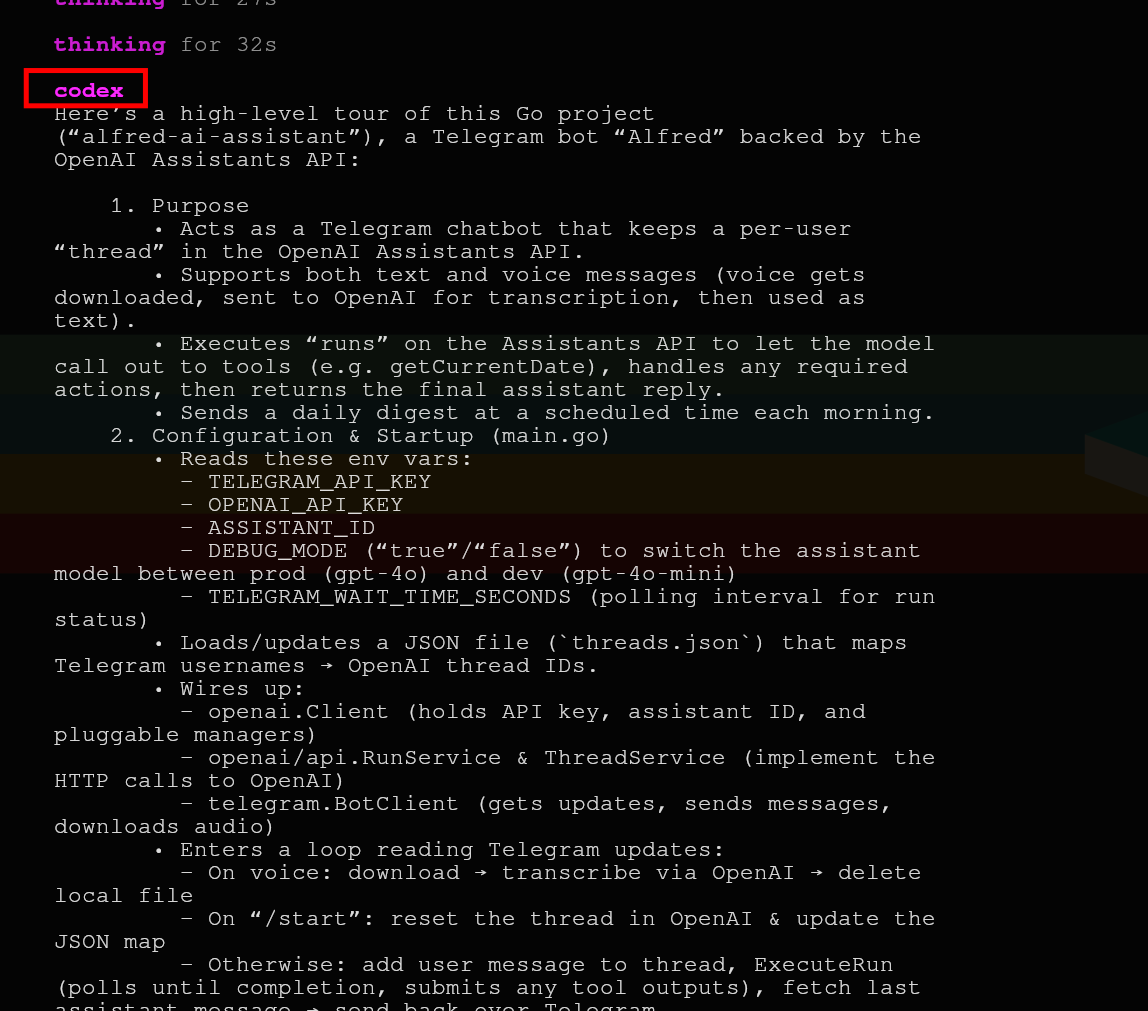 thinking for 27s
thinking for 32s
codex
Here’s a high-level tour of this Go project
(“alfred-ai-assistant”), a Telegram bot “Alfred” backed by the
OpenAI Assistants API:
1. Purpose
• Acts as a Telegram chatbot that keeps a per-user
“thread” in the OpenAI Assistants API.
• Supports both text and voice messages (voice gets
downloaded, sent to OpenAI for transcription, then used as
text).
• Executes “runs” on the Assistants API to let the model
call out to tools (e.g. getCurrentDate), handles any required
actions, then returns the final assistant reply.
• Sends a daily digest at a scheduled time each morning.
2. Configuration & Startup (main.go)
• Reads these env vars:
– TELEGRAM_API_KEY
– OPENAI_API_KEY
– ASSISTANT_ID
– DEBUG_MODE (“true”/“false”) to switch the assistant
model between prod (gpt-4o) and dev (gpt-4o-mini)
– TELEGRAM_WAIT_TIME_SECONDS (polling interval for run
status)
• Loads/updates a JSON file (`threads.json`) that maps
Telegram usernames → OpenAI thread IDs.
• Wires up:
– openai.Client (holds API key, assistant ID, and
pluggable managers)
– openai/api.RunService & ThreadService (implement the
HTTP calls to OpenAI)
– telegram.BotClient (gets updates, sends messages,
downloads audio)
• Enters a loop reading Telegram updates:
– On voice: download → transcribe via OpenAI → delete
local file
– On “/start”: reset the thread in OpenAI & update the
JSON map
– Otherwise: add user message to thread, ExecuteRun
(polls until completion, submits any tool outputs), fetch last
assistant message → send back over Telegram